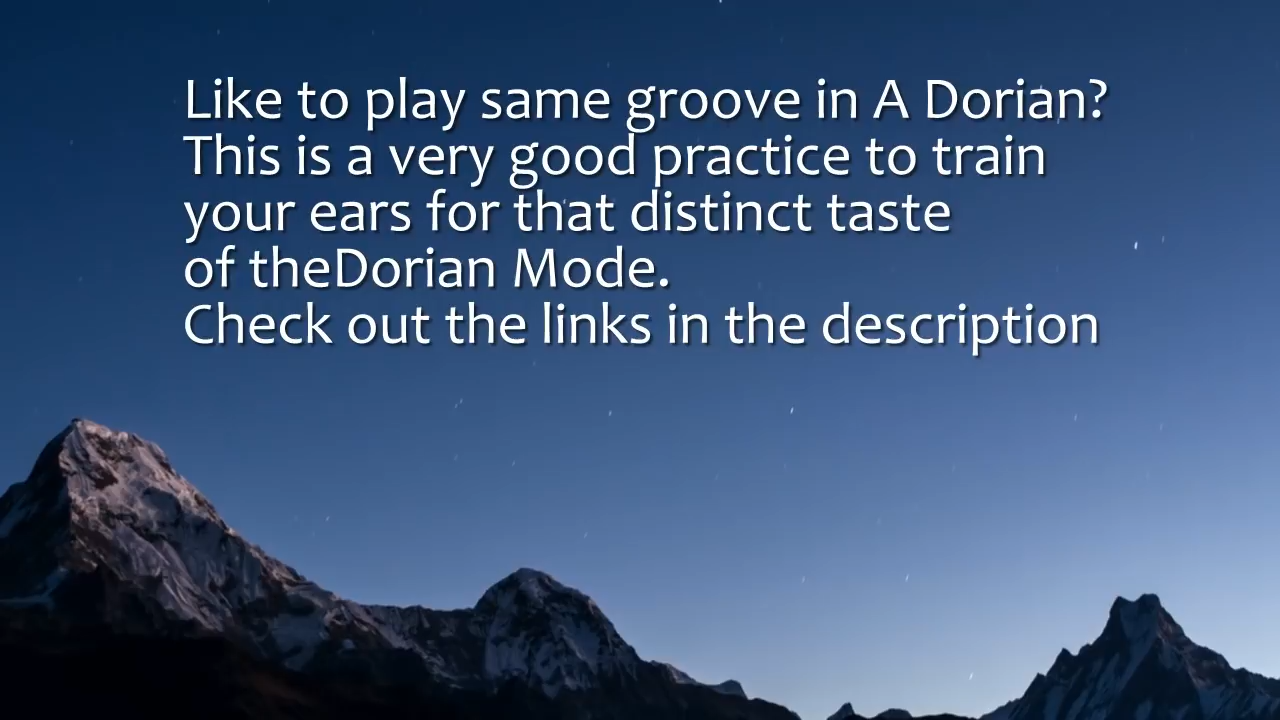 Like to play same groove in A Dorian?
This is a very good practice to train
your ears for that distinct taste
of theDorian Mode.
Check out the links in the description